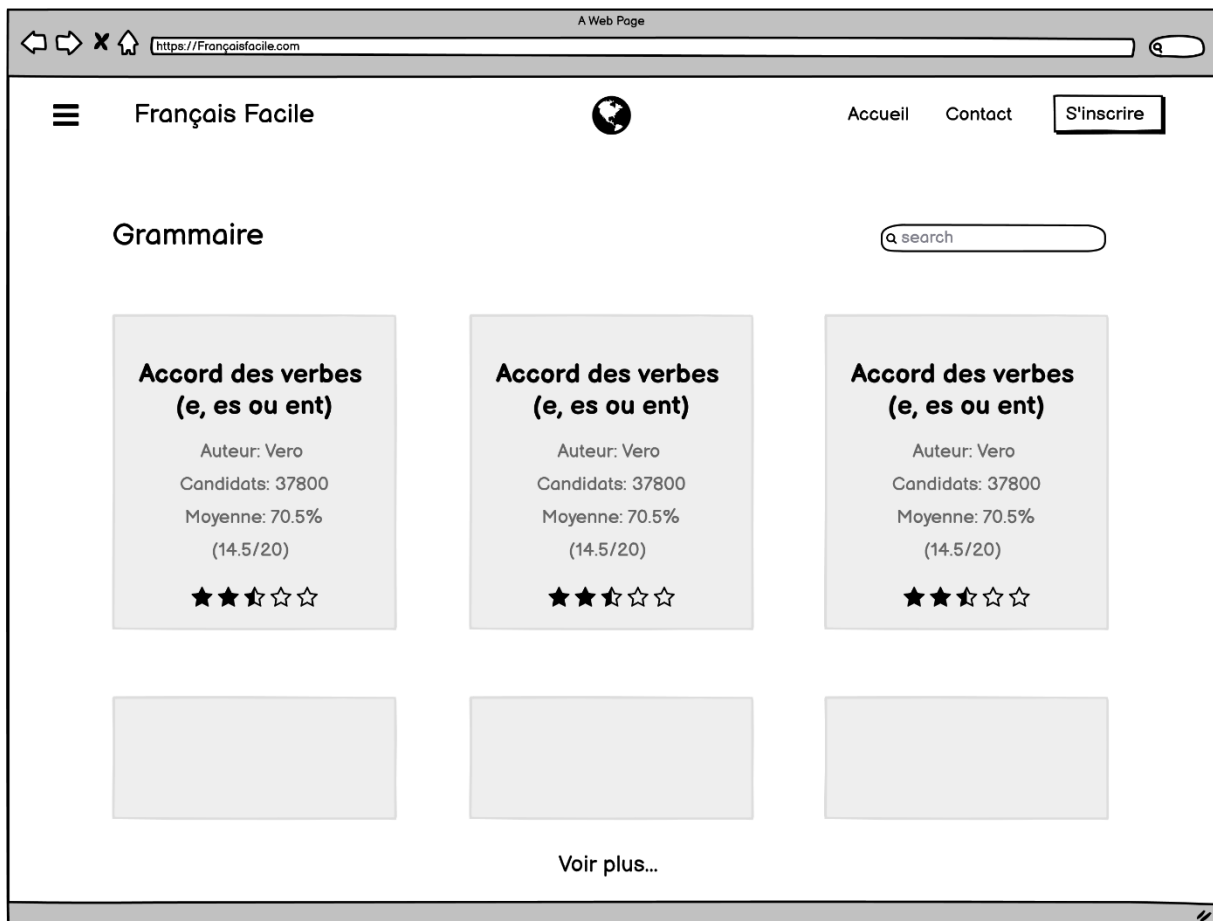 A Web Page
https://Françaisfacile.com
Français Facile
Accueil
Contact
S'inscrire
Grammaire
search
Accord des verbes
(e, es ou ent)
Auteur: Vero
Candidats: 37800
Moyenne: 70.5%
(14.5/20)
Accord des verbes
(e, es ou ent)
Auteur: Vero
Candidats: 37800
Moyenne: 70.5%
(14.5/20)
Accord des verbes
(e, es ou ent)
Auteur: Vero
Candidats: 37800
Moyenne: 70.5%
(14.5/20)
Voir plus...